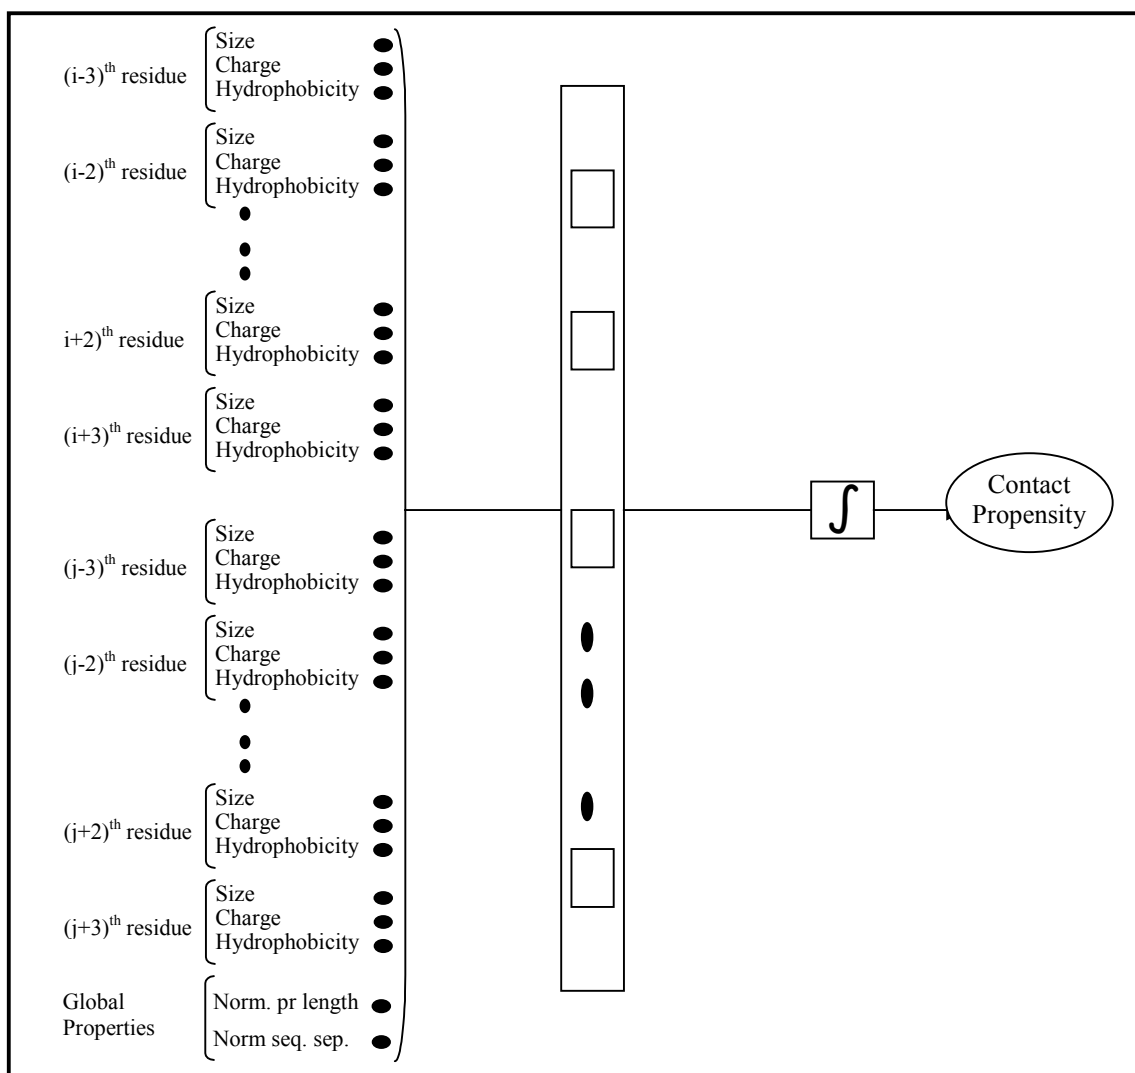 (i-3)th residue
Size
Charge
Hydrophobicity
(i-2)th residue
Size
Charge
Hydrophobicity
i+2)th residue
Size
Charge
Hydrophobicity
(i+3)th residue
Size
Charge
Hydrophobicity
(j-3)th residue
Size
Charge
Hydrophobicity
(j-2)th residue
Size
Charge
Hydrophobicity
(j+2)th residue
Size
Charge
Hydrophobicity
(j+3)th residue
Size
Charge
Hydrophobicity
Global
Properties
Norm. pr length
Norm seq. sep.
∫
Contact
Propensity